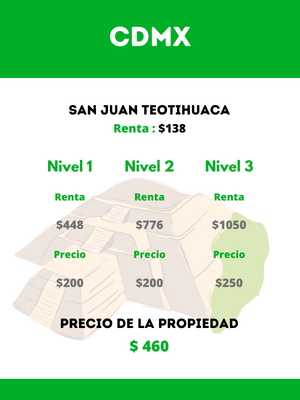 CDMX
SAN JUAN TEOTIHUACA
Renta : $138
Nivel 1 Nivel 2 Nivel 3
Renta Renta Renta
$448 $776 $1050
Precio Precio Precio
$200 $200 $250
PRECIO DE LA PROPIEDAD
$ 460